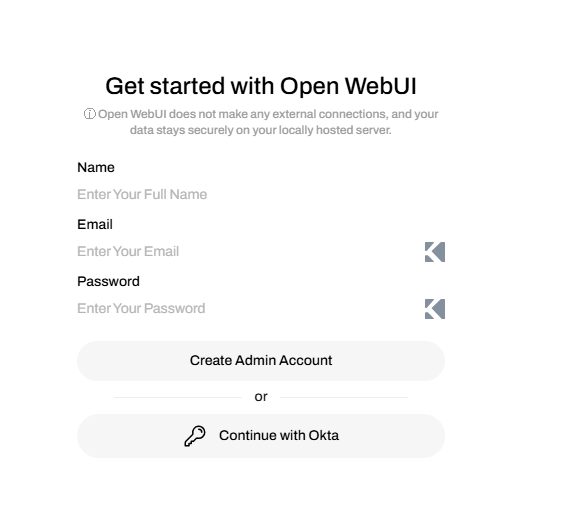 Get started with Open WebUI
ⓘ Open WebUI does not make any external connections, and your
data stays securely on your locally hosted server.
Name
Enter Your Full Name
Email
Enter Your Email
Password
Enter Your Password
Create Admin Account
or
Continue with Okta